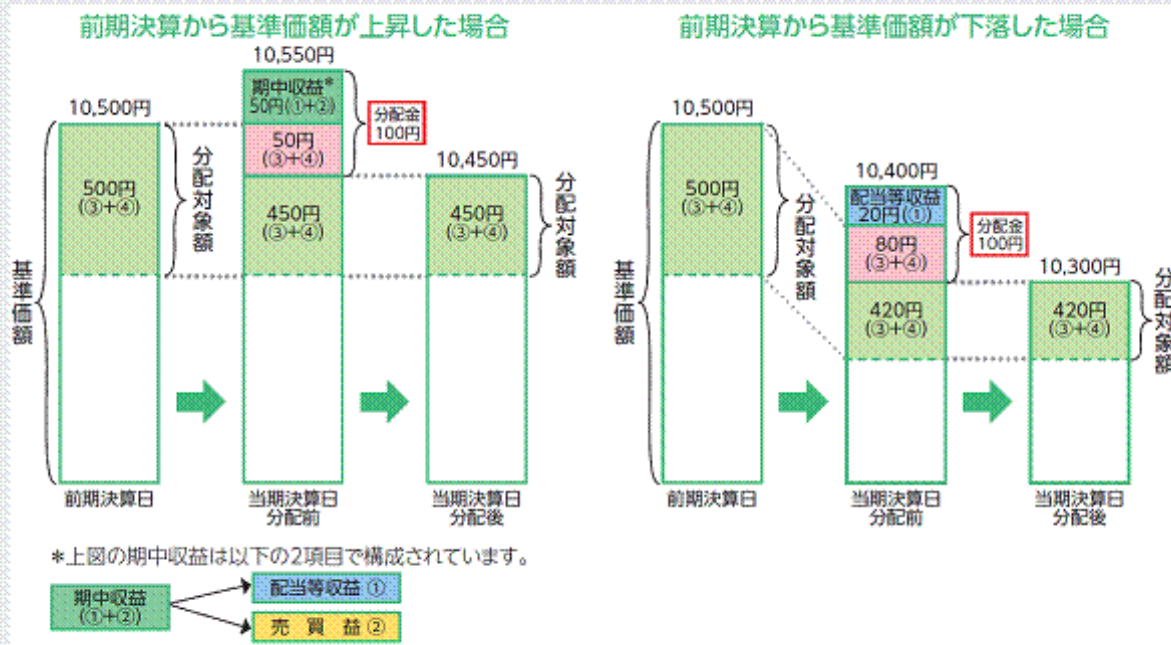 前期決算から基準価額が上昇した場合
10,500円
500円
(③+④)
分配対象額
基準価額
前期決算日
10,550円
期中収益*
50円(①+②)
50円
(③+④)
450円
(③+④)
分配金
100円
当期決算日
分配前
10,450円
450円
(③+④)
分配対象額
当期決算日
分配後
*上図の期中収益は以下の2項目で構成されています。
期中収益
(①+②)
配当等収益 ①
売 買 益 ②
前期決算から基準価額が下落した場合
10,500円
500円
(③+④)
分配対象額
基準価額
前期決算日
10,400円
配当等収益
20円(①)
80円
(③+④)
420円
(③+④)
分配金
100円
当期決算日
分配前
10,300円
420円
(③+④)
分配対象額
当期決算日
分配後